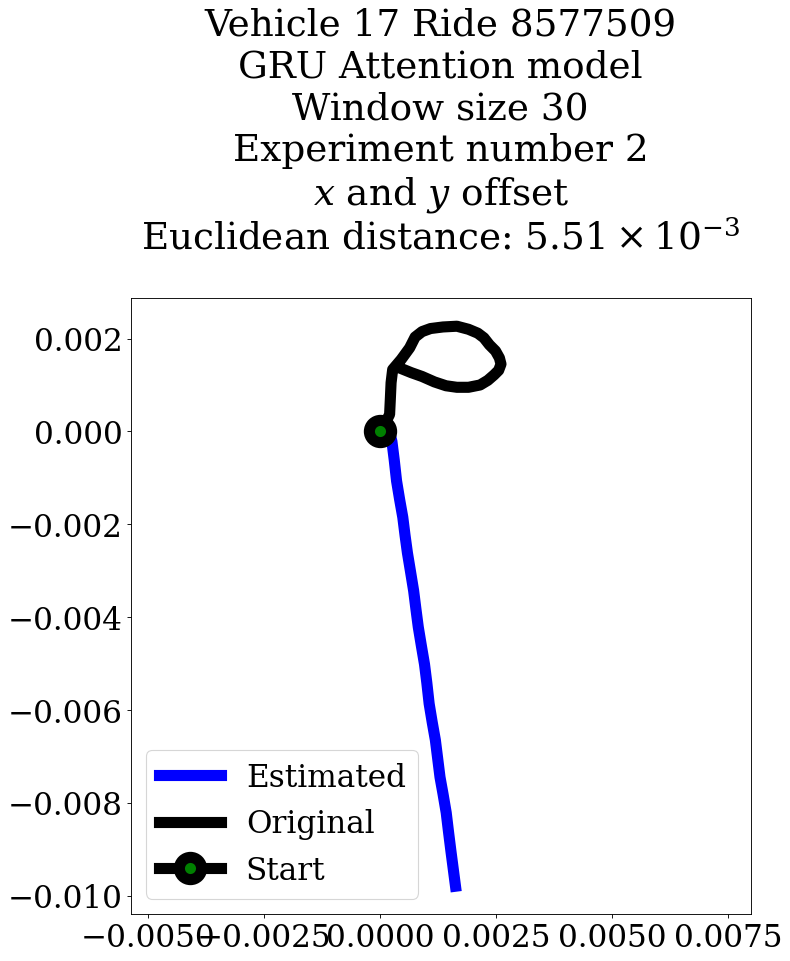 Vehicle 17 Ride 8577509
GRU Attention model
Window size 30
Experiment number 2
x and y offset
Euclidean distance: 5.51 × 10⁻³
0.002
0.000
−0.002
−0.004
−0.006
−0.008
−0.010
Estimated
Original
Start
−0.0050 −0.0025 0.0000 0.0025 0.0050 0.0075